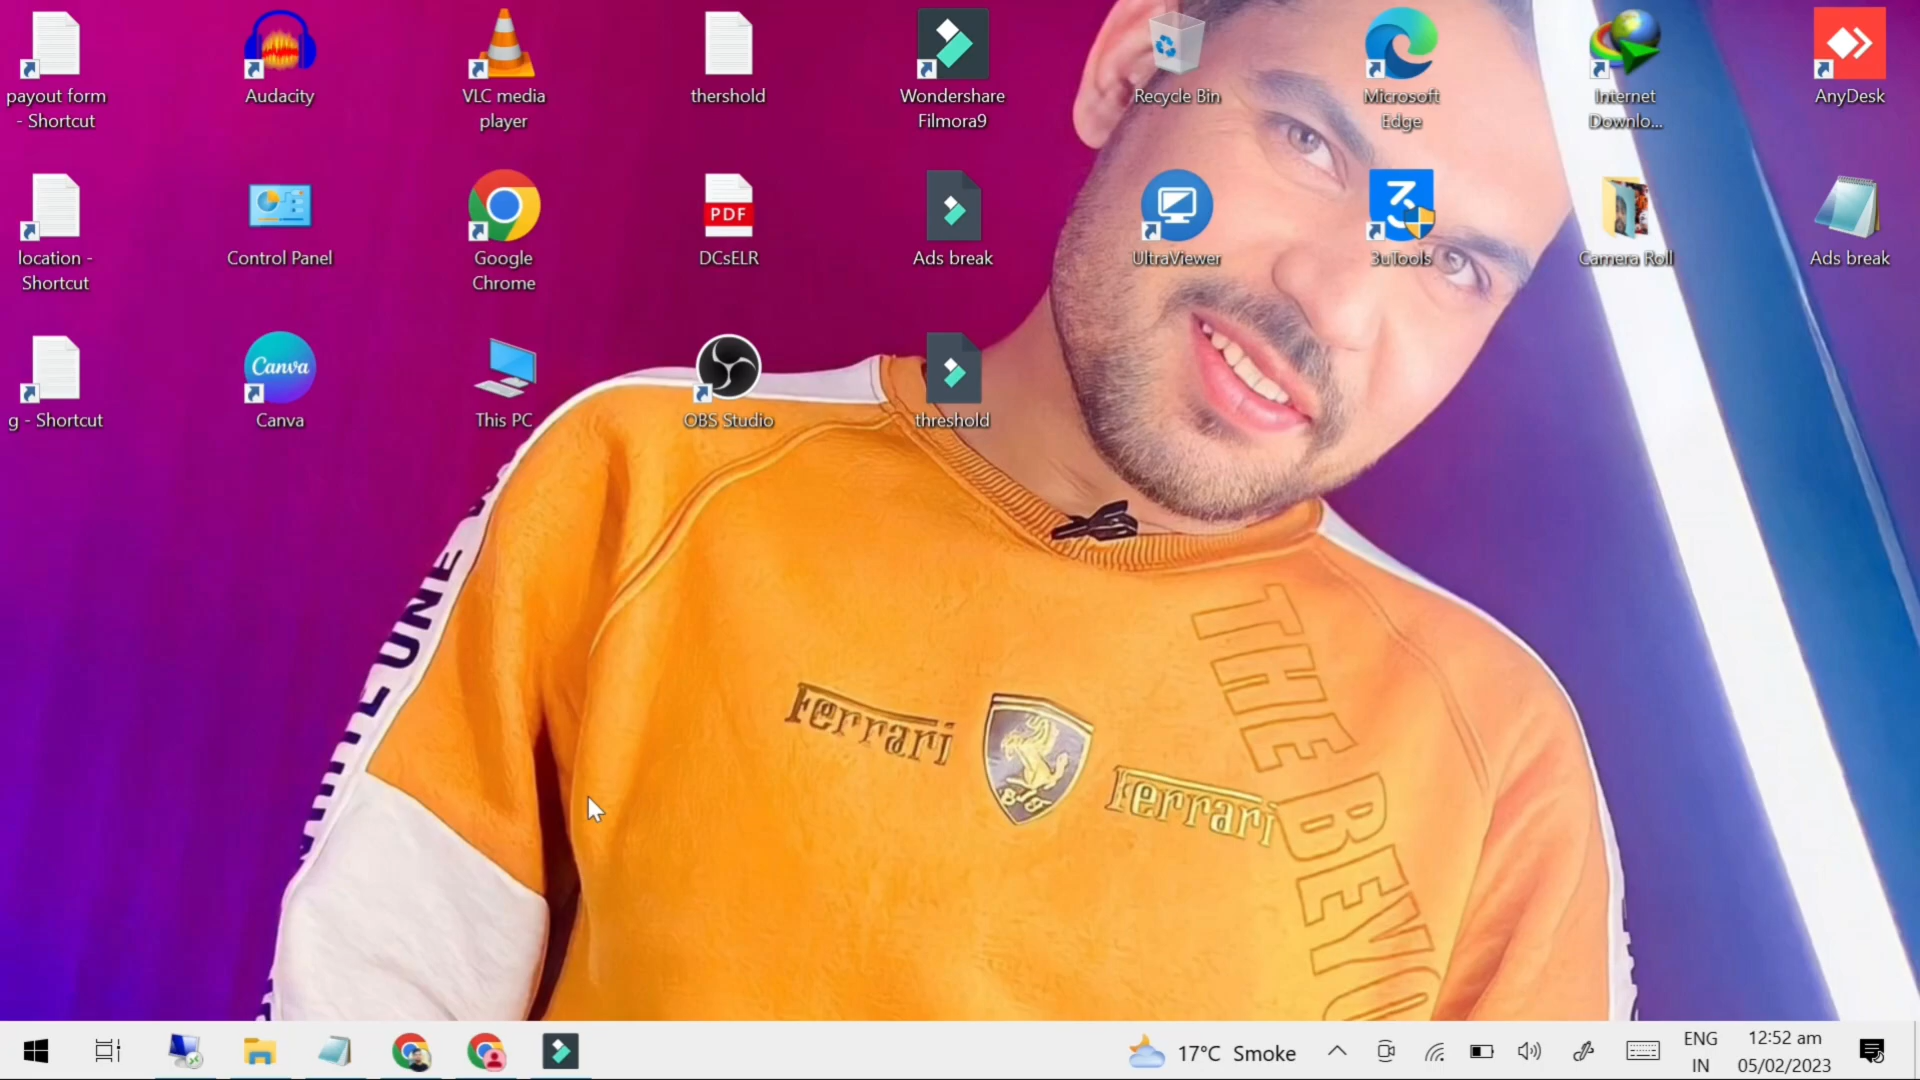 payout form
- Shortcut
Audacity
VLC media
player
thershold
Wondershare
Filmora9
Recycle Bin
Microsoft
Edge
Internet
Downlo...
AnyDesk
location -
Shortcut
Control Panel
Google
Chrome
PDF
DCsELR
Ads break
UltraViewer
3uTools
Camera Roll
Ads break
g - Shortcut
Canva
Canva
This PC
OBS Studio
threshold
Ferrari
Ferrari
THE BEYO
17°C Smoke
ENG
IN
12:52 am
05/02/2023